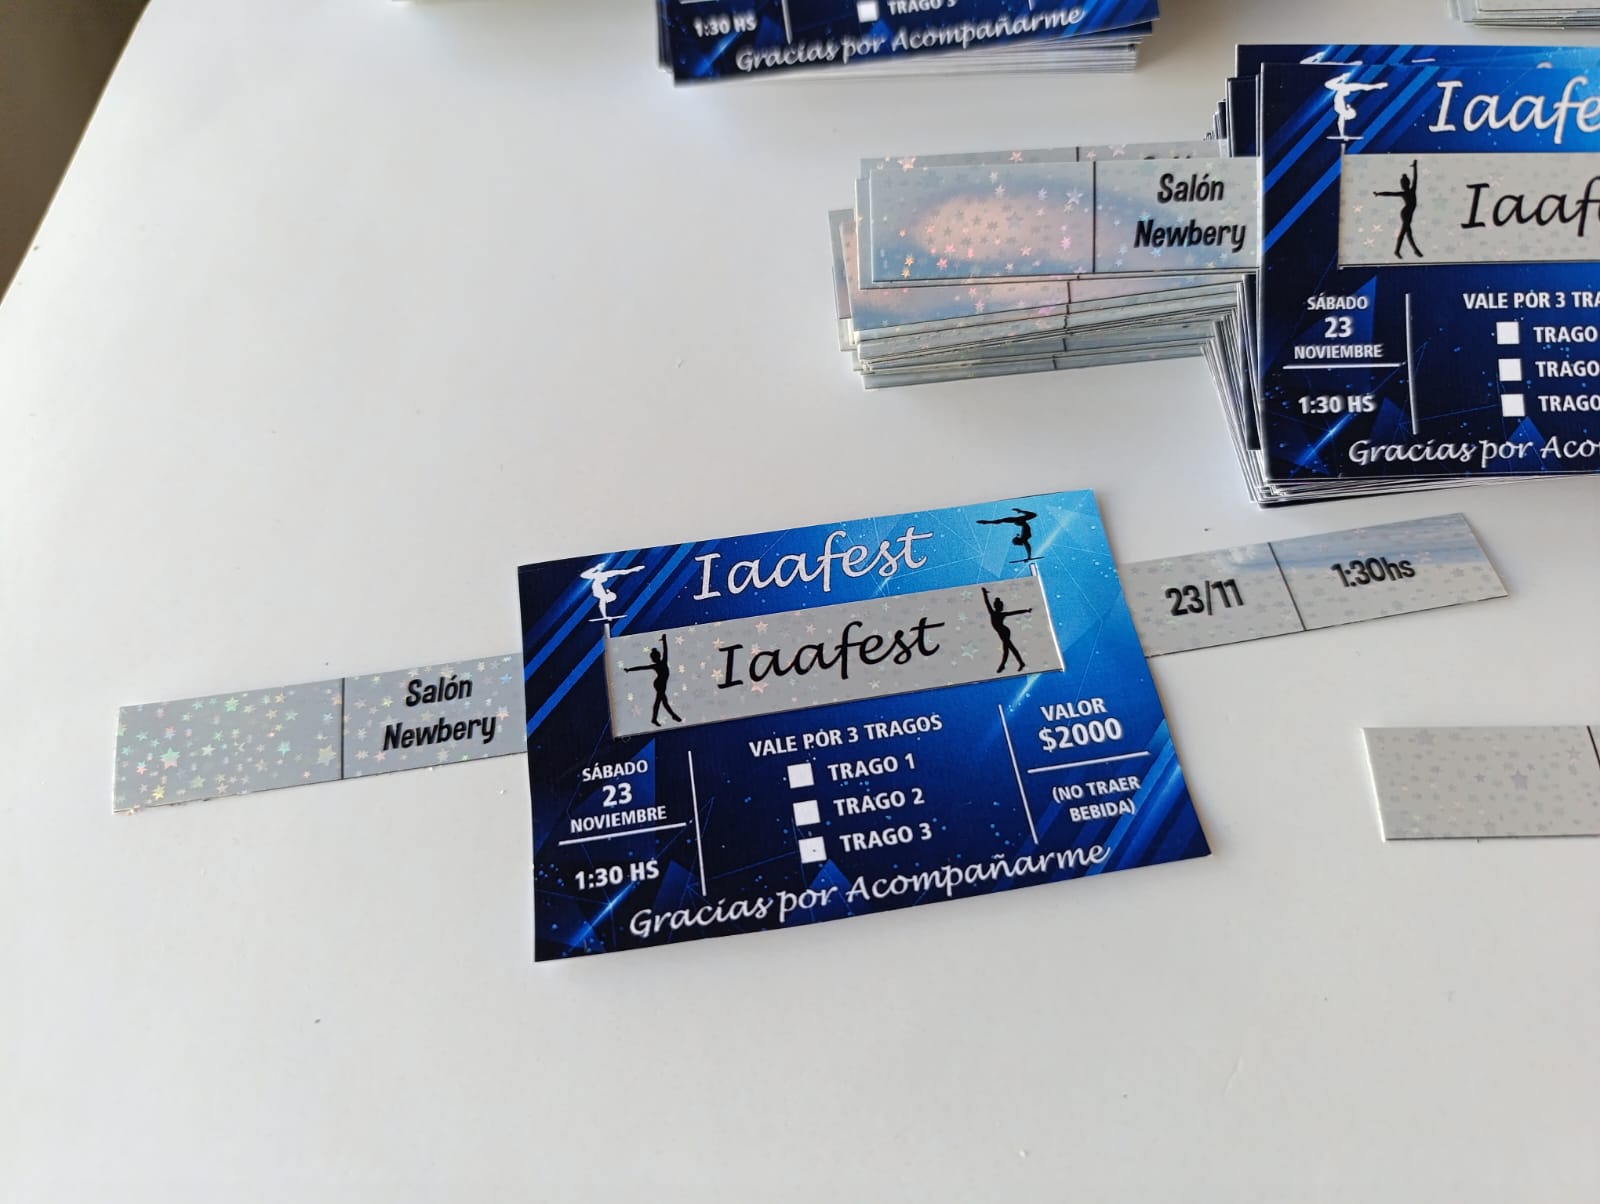 1:30 HS
TRAGO 3
Gracias por Acompañarme
Iaafe
Salón
Newbery
Iaaf
SÁBADO
23
NOVIEMBRE
1:30 HS
VALE POR 3 TRA
TRAGO
TRAGO
TRAGO
Gracias por Aco
Iaafest
Iaafest
Salón
Newbery
23/11
1:30hs
SÁBADO
23
NOVIEMBRE
1:30 HS
VALE POR 3 TRAGOS
TRAGO 1
TRAGO 2
TRAGO 3
VALOR
$2000
(NO TRAER
BEBIDA)
Gracias por Acompañarme